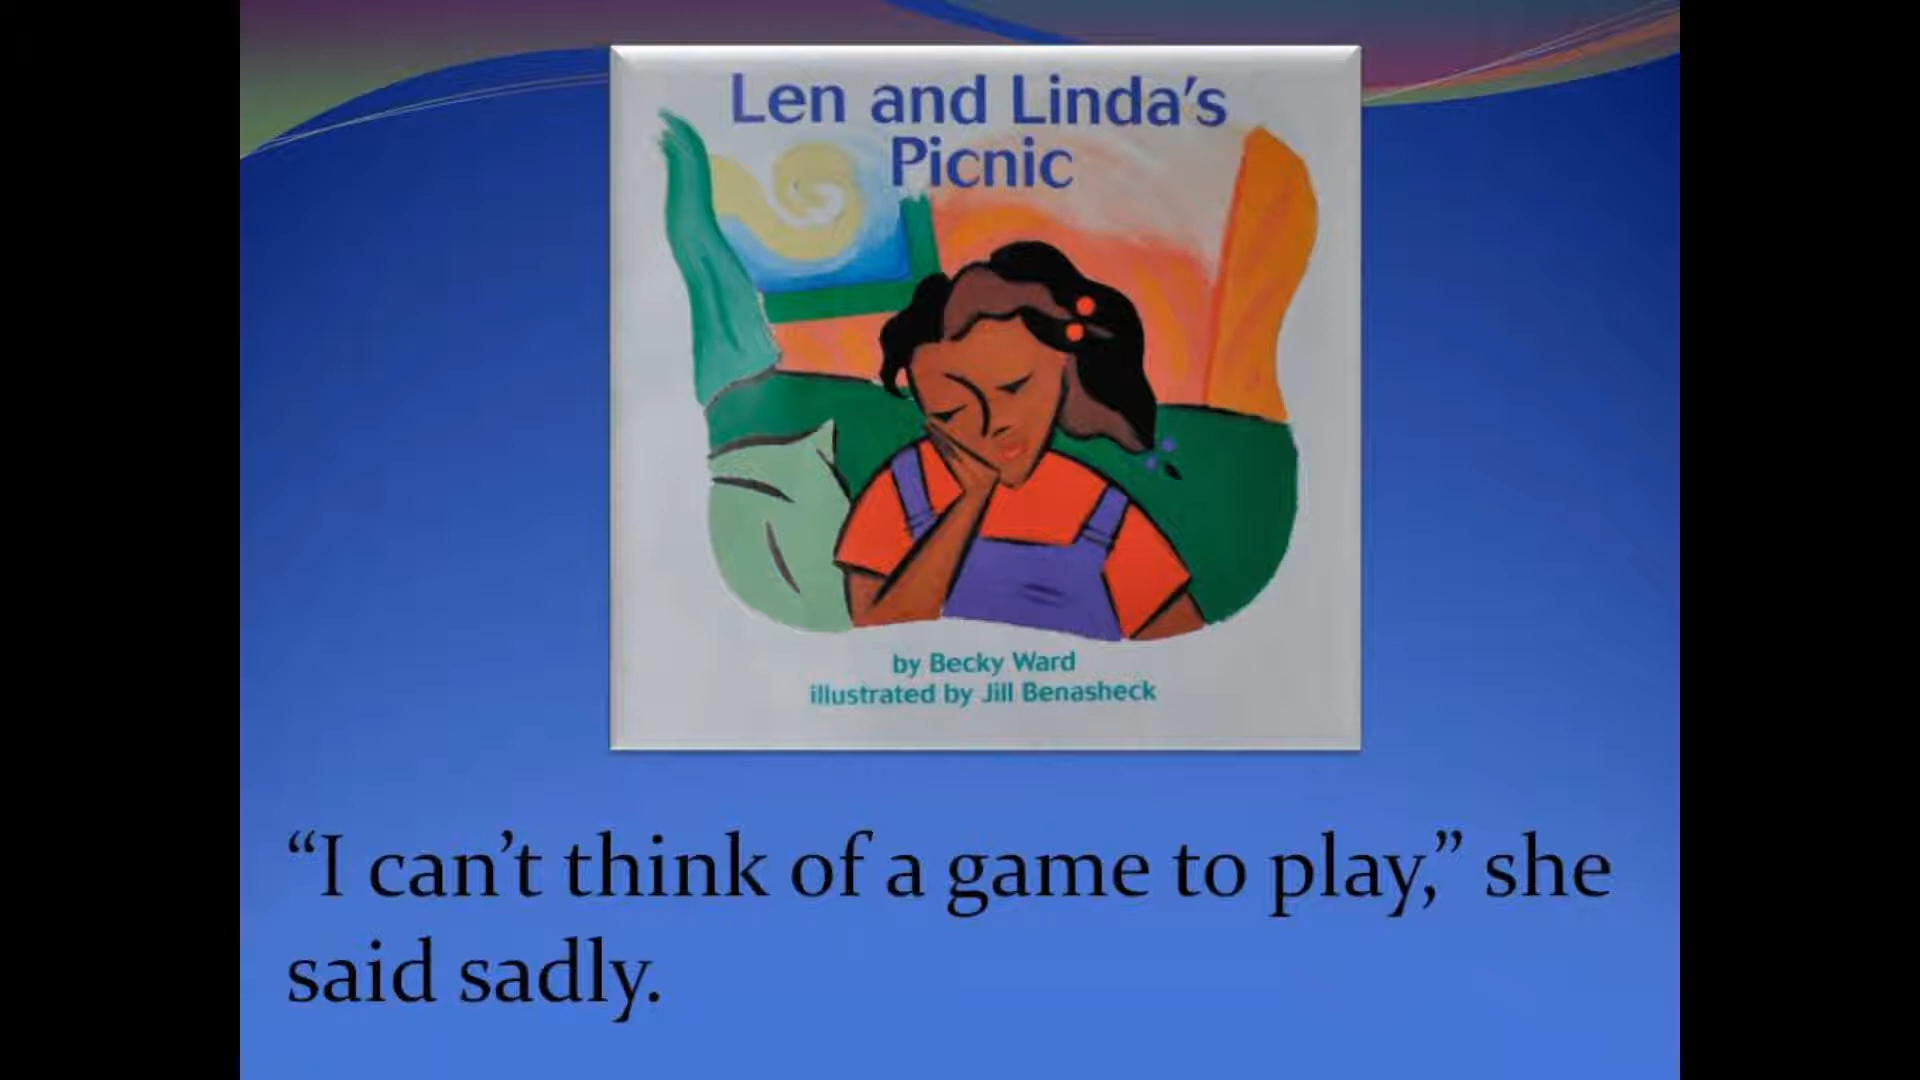 Len and Linda's
Picnic
by Becky Ward
illustrated by Jill Benasheck
“I can’t think of a game to play,” she
said sadly.